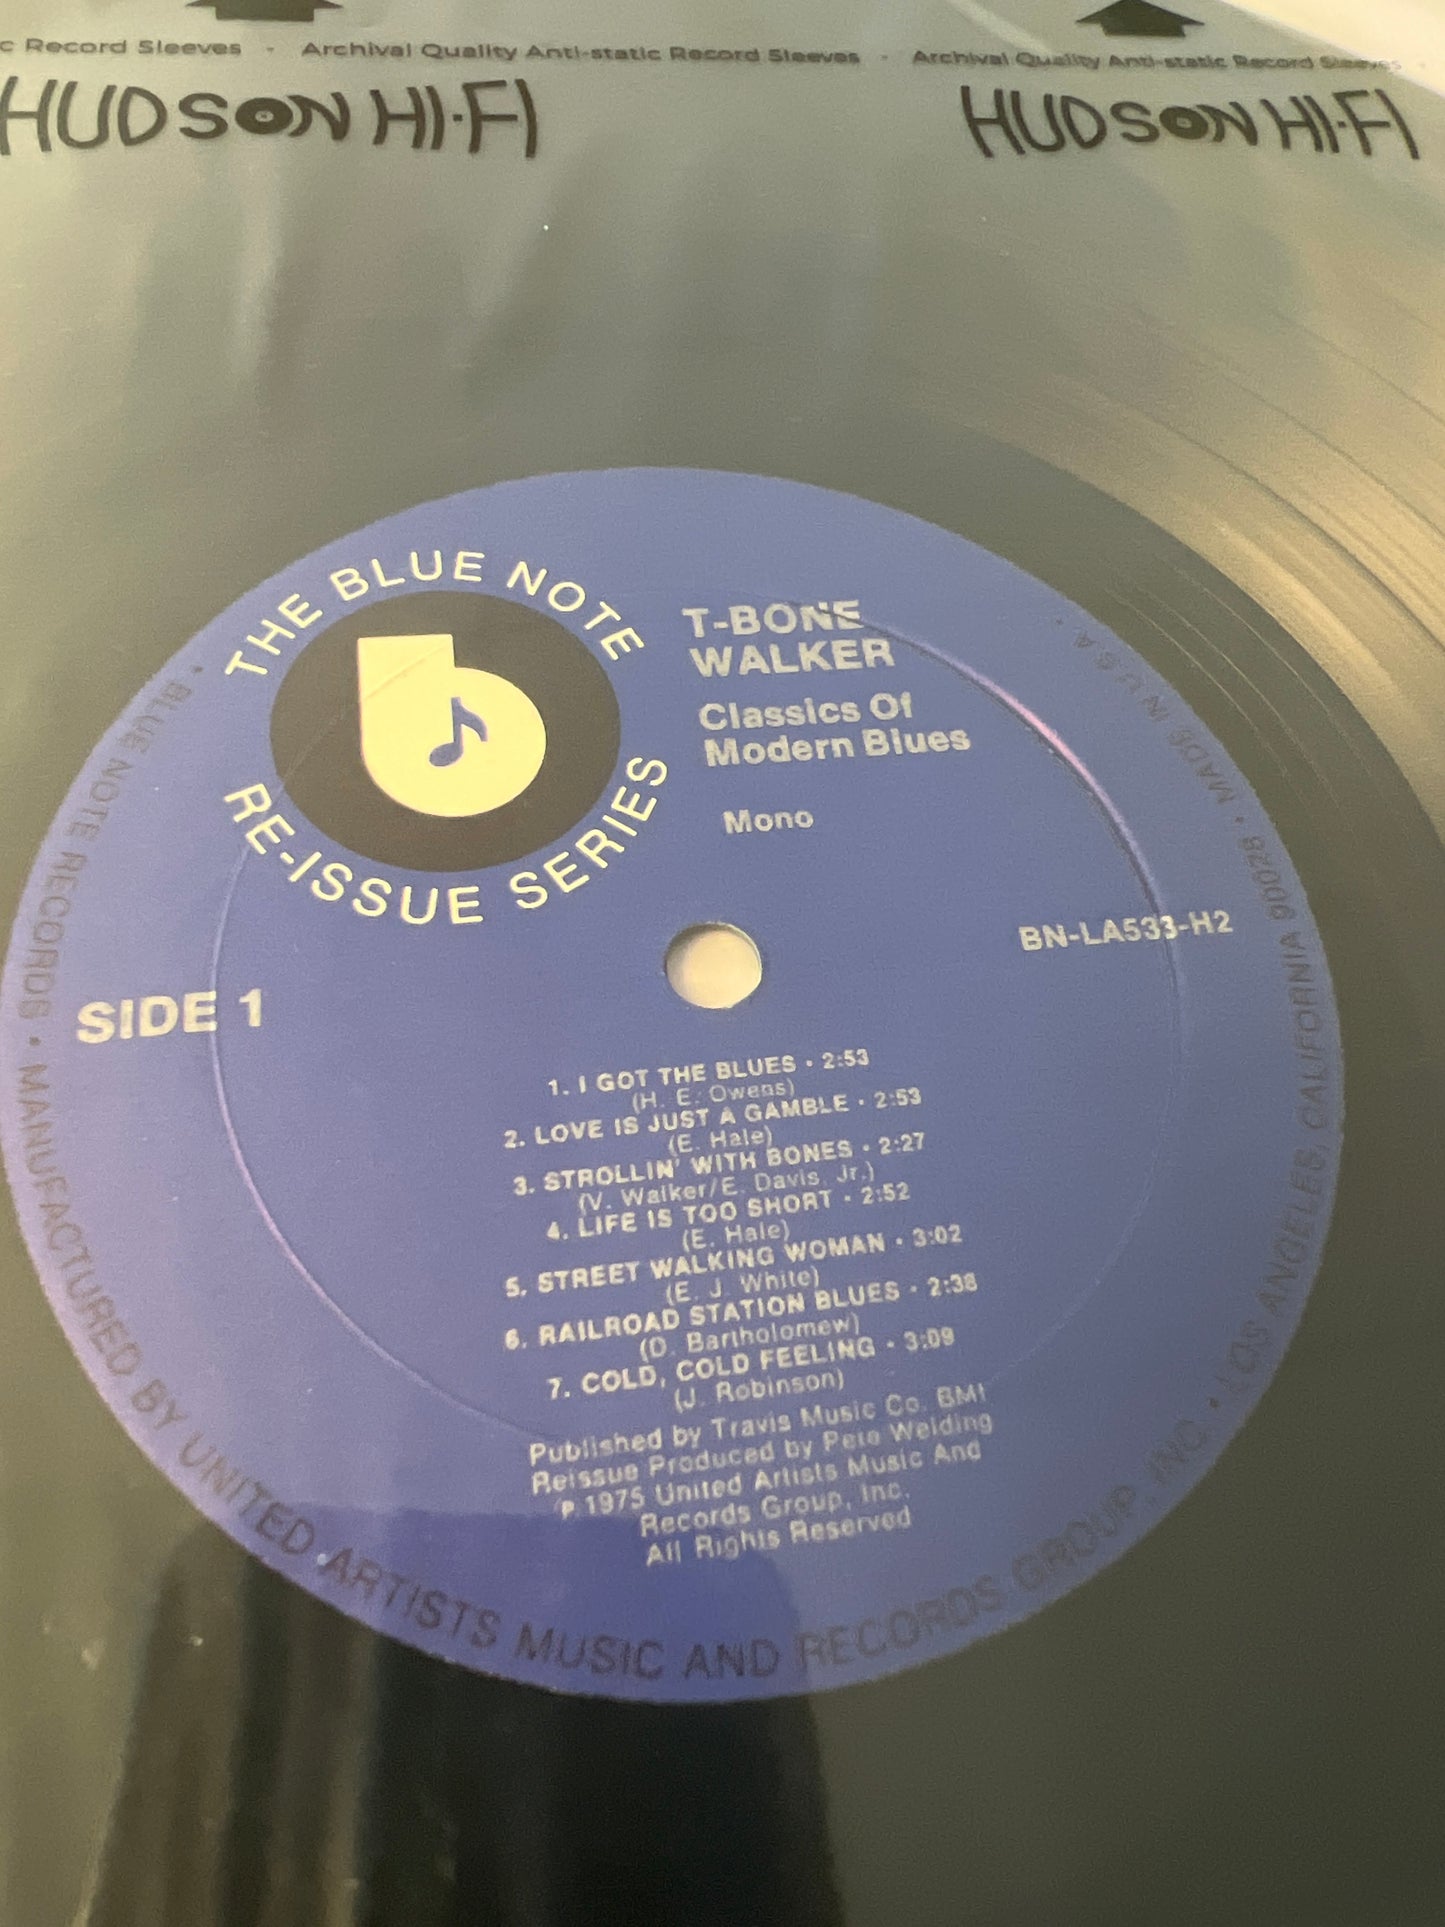 c Record Sleeves - Archival Quality Anti-static Record Sleeves - Archival Quality Anti-static Record Sleeves
HUDSON HI-FI
HUDSON HI-FI
THE BLUE NOTE
RE-ISSUE SERIES
b
T-BONE
WALKER
Classics Of
Modern Blues
Mono
BN-LA533-H2
SIDE 1
1. I GOT THE BLUES • 2:53
(H. E. Owens)
2. LOVE IS JUST A GAMBLE • 2:53
(E. Hale)
3. STROLLIN' WITH BONES • 2:27
(V. Walker/E. Davis, Jr.)
4. LIFE IS TOO SHORT • 2:52
(E. Hale)
5. STREET WALKING WOMAN • 3:02
(E. J. White)
6. RAILROAD STATION BLUES • 2:38
(D. Bartholomew)
7. COLD, COLD FEELING • 3:09
(J. Robinson)
Published by Travis Music Co. BMI
Reissue Produced by Pete Welding
℗ 1975 United Artists Music And
Records Group, Inc.
All Rights Reserved
• BLUE NOTE RECORDS • MANUFACTURED BY UNITED ARTISTS MUSIC AND RECORDS GROUP, INC. • LOS ANGELES, CALIFORNIA 90028 • MADE IN U.S.A. •